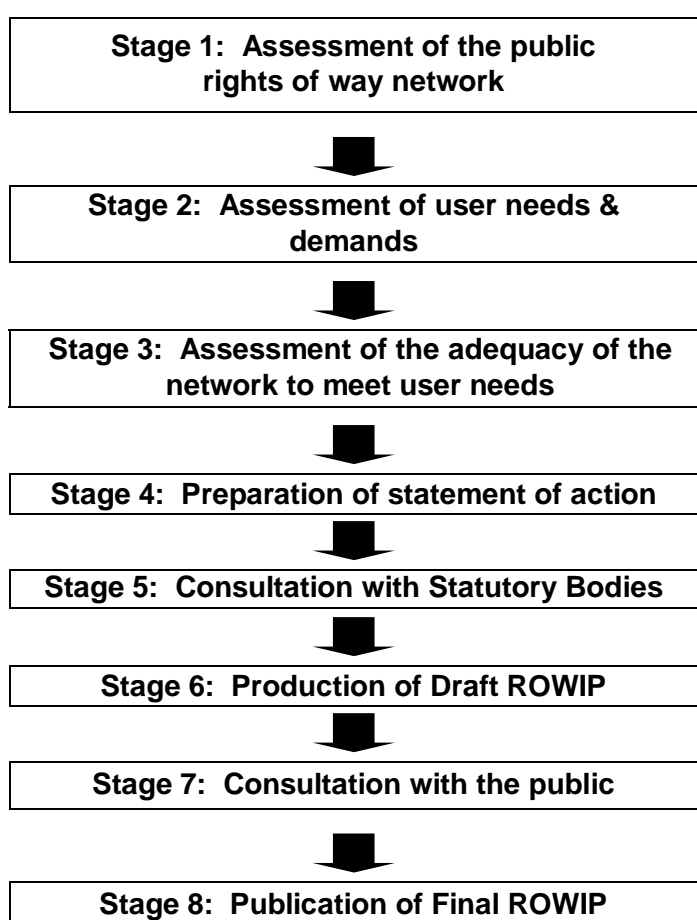 Stage 1: Assessment of the public
rights of way network
Stage 2: Assessment of user needs &
demands
Stage 3: Assessment of the adequacy of the
network to meet user needs
Stage 4: Preparation of statement of action
Stage 5: Consultation with Statutory Bodies
Stage 6: Production of Draft ROWIP
Stage 7: Consultation with the public
Stage 8: Publication of Final ROWIP